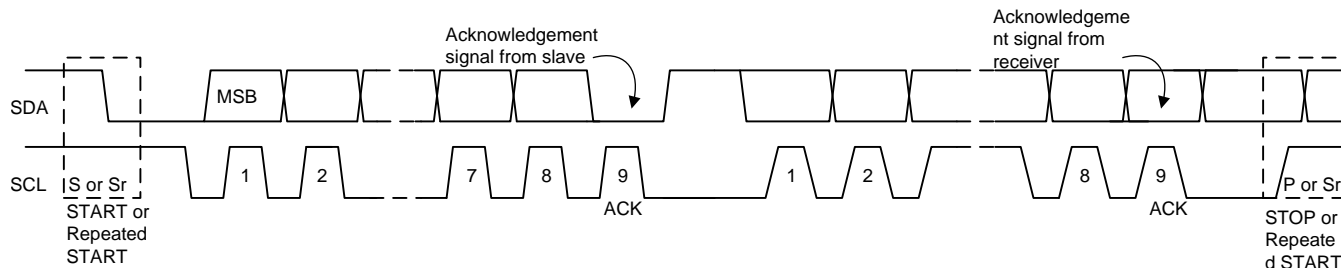 Acknowledgement
signal from slave
Acknowledgeme
nt signal from
receiver
SDA
MSB
SCL
S or Sr
1
2
7
8
9
1
2
8
9
P or Sr
ACK
ACK
START or
Repeated
START
STOP or
Repeate
d START